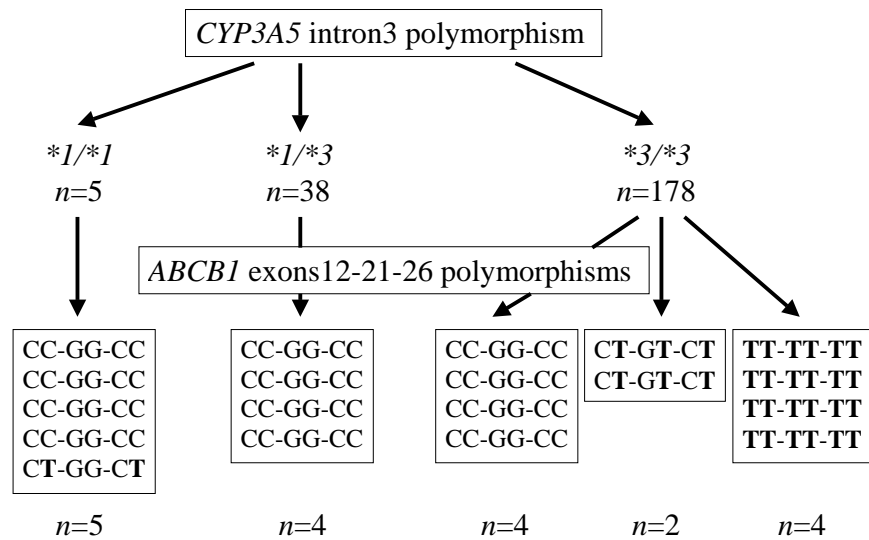 CYP3A5 intron3 polymorphism
*1/*1
n=5
*1/*3
n=38
*3/*3
n=178
ABCB1 exons12-21-26 polymorphisms
CC-GG-CC
CC-GG-CC
CC-GG-CC
CC-GG-CC
CT-GG-CT
n=5
CC-GG-CC
CC-GG-CC
CC-GG-CC
CC-GG-CC
n=4
CC-GG-CC
CC-GG-CC
CC-GG-CC
CC-GG-CC
n=4
CT-GT-CT
CT-GT-CT
n=2
TT-TT-TT
TT-TT-TT
TT-TT-TT
TT-TT-TT
n=4